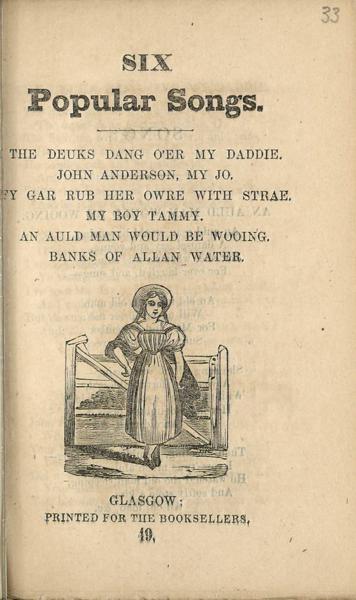 33
SIX
Popular Songs.
THE DEUKS DANG O'ER MY DADDIE.
JOHN ANDERSON, MY JO.
FY GAR RUB HER OWRE WITH STRAE.
MY BOY TAMMY.
AN AULD MAN WOULD BE WOOING.
BANKS OF ALLAN WATER.
GLASGOW:
PRINTED FOR THE BOOKSELLERS,
49.